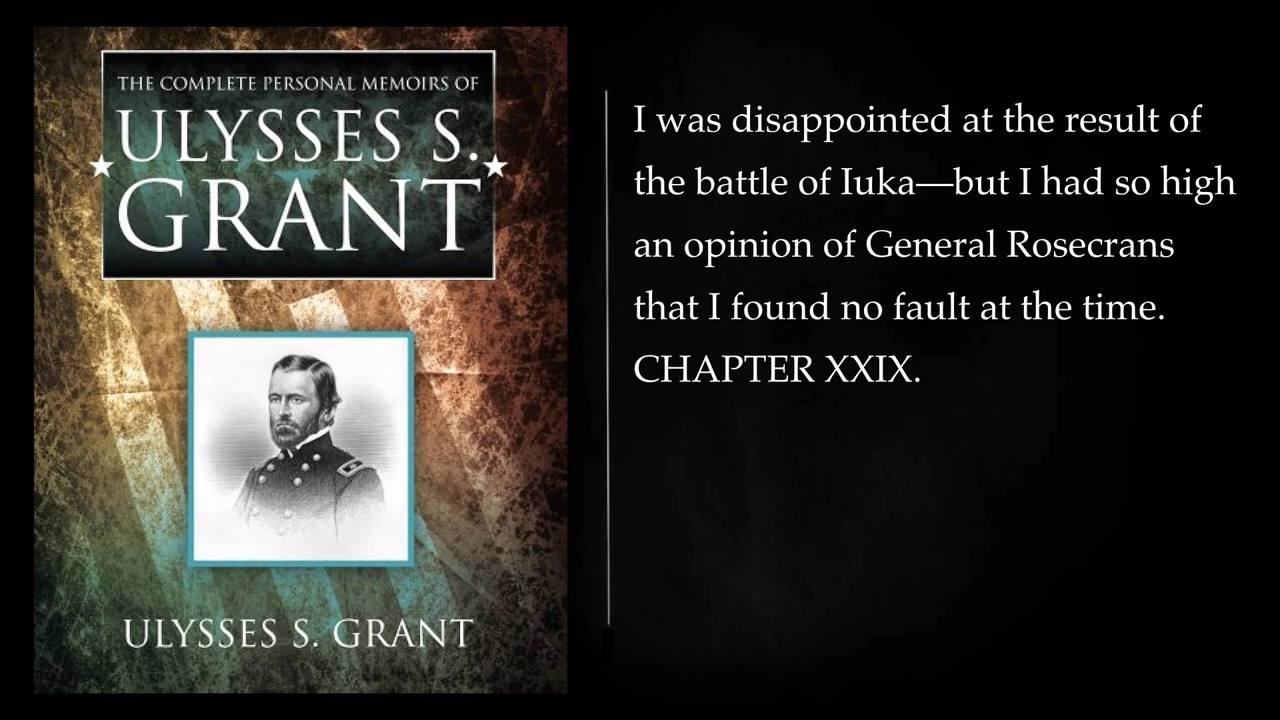 THE COMPLETE PERSONAL MEMOIRS OF
ULYSSES S.
GRANT
ULYSSES S. GRANT
I was disappointed at the result of
the battle of Iuka—but I had so high
an opinion of General Rosecrans
that I found no fault at the time.
CHAPTER XXIX.